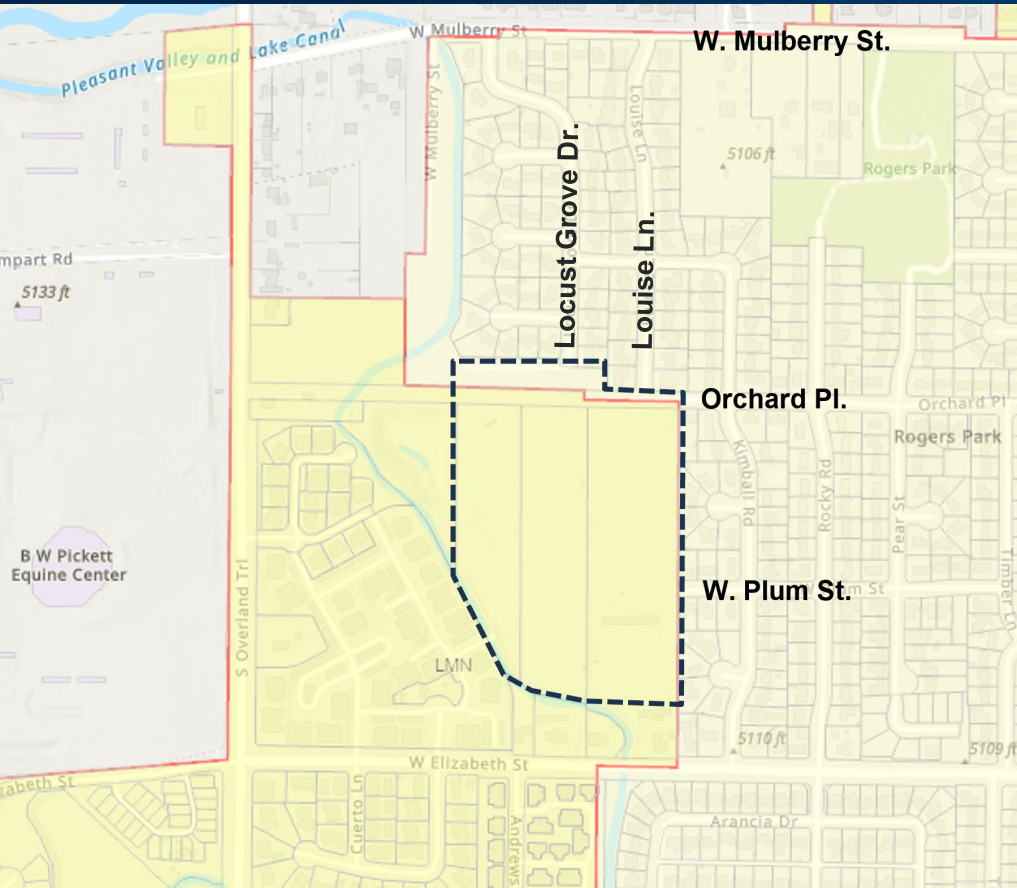 Pleasant Valley and Lake Canal
W Mulberry St
W. Mulberry St.
W Mulberry St
Louise Ln
Locust Grove Dr.
Louise Ln.
5106 ft
Rogers Park
mpart Rd
5133 ft
Orchard Pl.
Orchard Pl
Rogers Park
Kimball Rd
Rocky Rd
Pear St
Timber Ln
B W Pickett
Equine Center
S Overland Trl
W. Plum St.
m St
LMN
5110 ft
5109 ft
W Elizabeth St
zabeth St
Cuerto Ln
Andrews
Arancia Dr